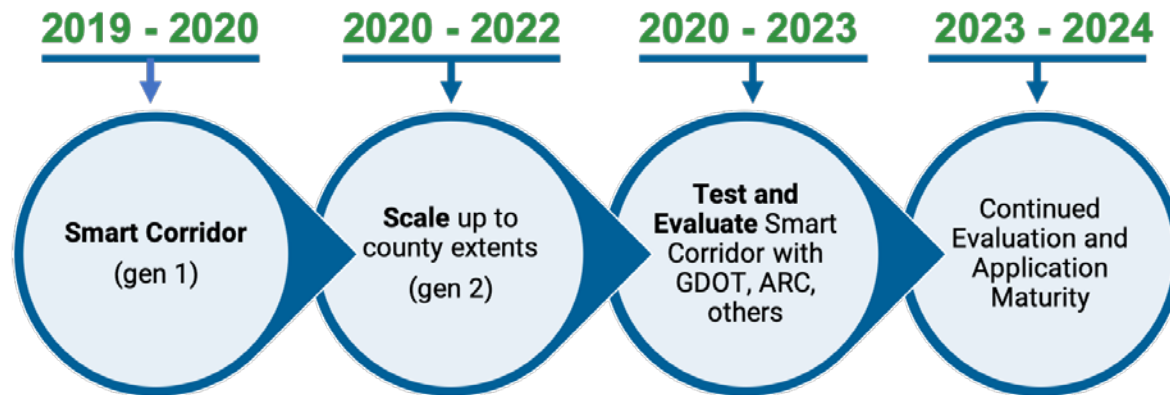 2019 - 2020
2020 - 2022
2020 - 2023
2023 - 2024
Smart Corridor
(gen 1)
Scale up to
county extents
(gen 2)
Test and
Evaluate Smart
Corridor with
GDOT, ARC,
others
Continued
Evaluation and
Application
Maturity